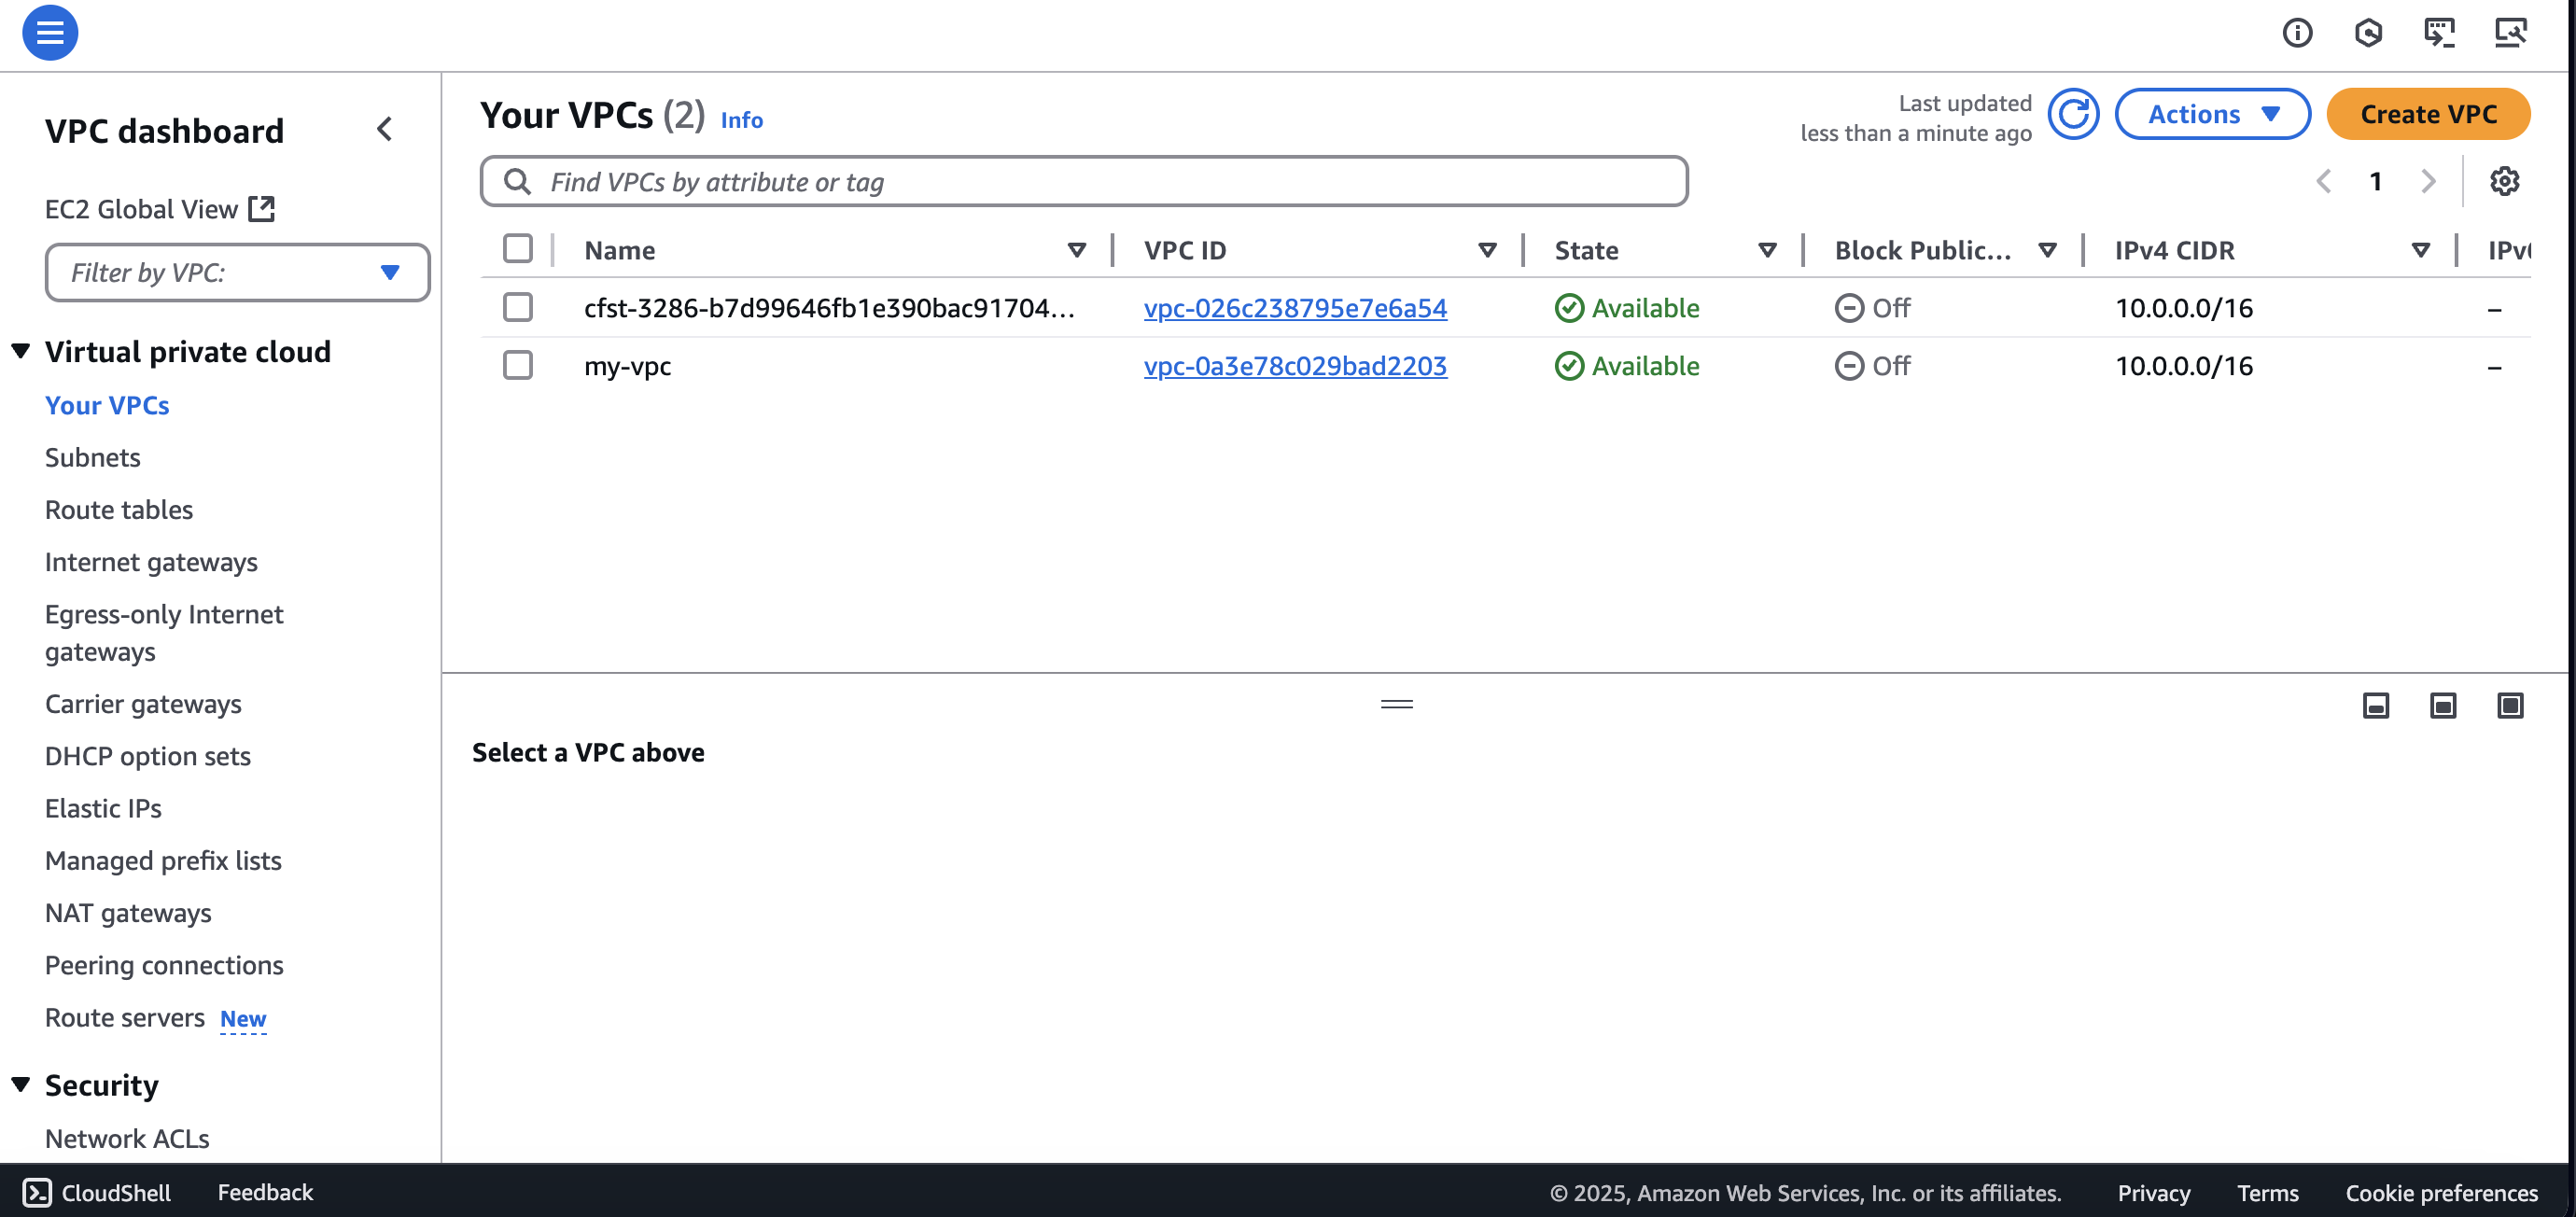 VPC dashboard
EC2 Global View
Filter by VPC:
Virtual private cloud
Your VPCs
Subnets
Route tables
Internet gateways
Egress-only Internet
gateways
Carrier gateways
DHCP option sets
Elastic IPs
Managed prefix lists
NAT gateways
Peering connections
Route servers New
Security
Network ACLs
Your VPCs (2) Info
Last updated
less than a minute ago
Actions
Create VPC
Find VPCs by attribute or tag
1
Name VPC ID State Block Public... IPv4 CIDR
cfst-3286-b7d99646fb1e390bac91704... vpc-026c238795e7e6a54 Available Off 10.0.0.0/16 –
my-vpc vpc-0a3e78c029bad2203 Available Off 10.0.0.0/16 –
Select a VPC above
CloudShell Feedback © 2025, Amazon Web Services, Inc. or its affiliates. Privacy Terms Cookie preferences